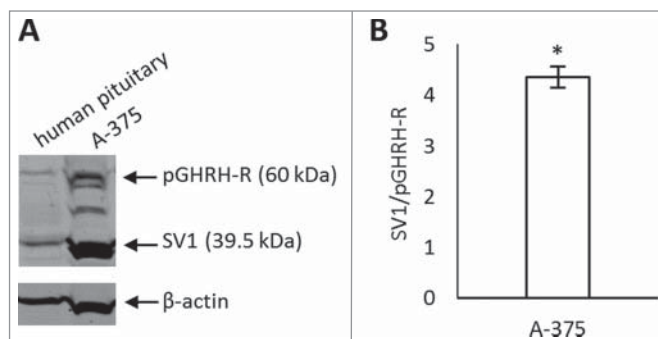 A
human pituitary
A-375
pGHRH-R (60 kDa)
SV1 (39.5 kDa)
β-actin
B
SV1/pGHRH-R
5
4
3
2
1
0
*
A-375